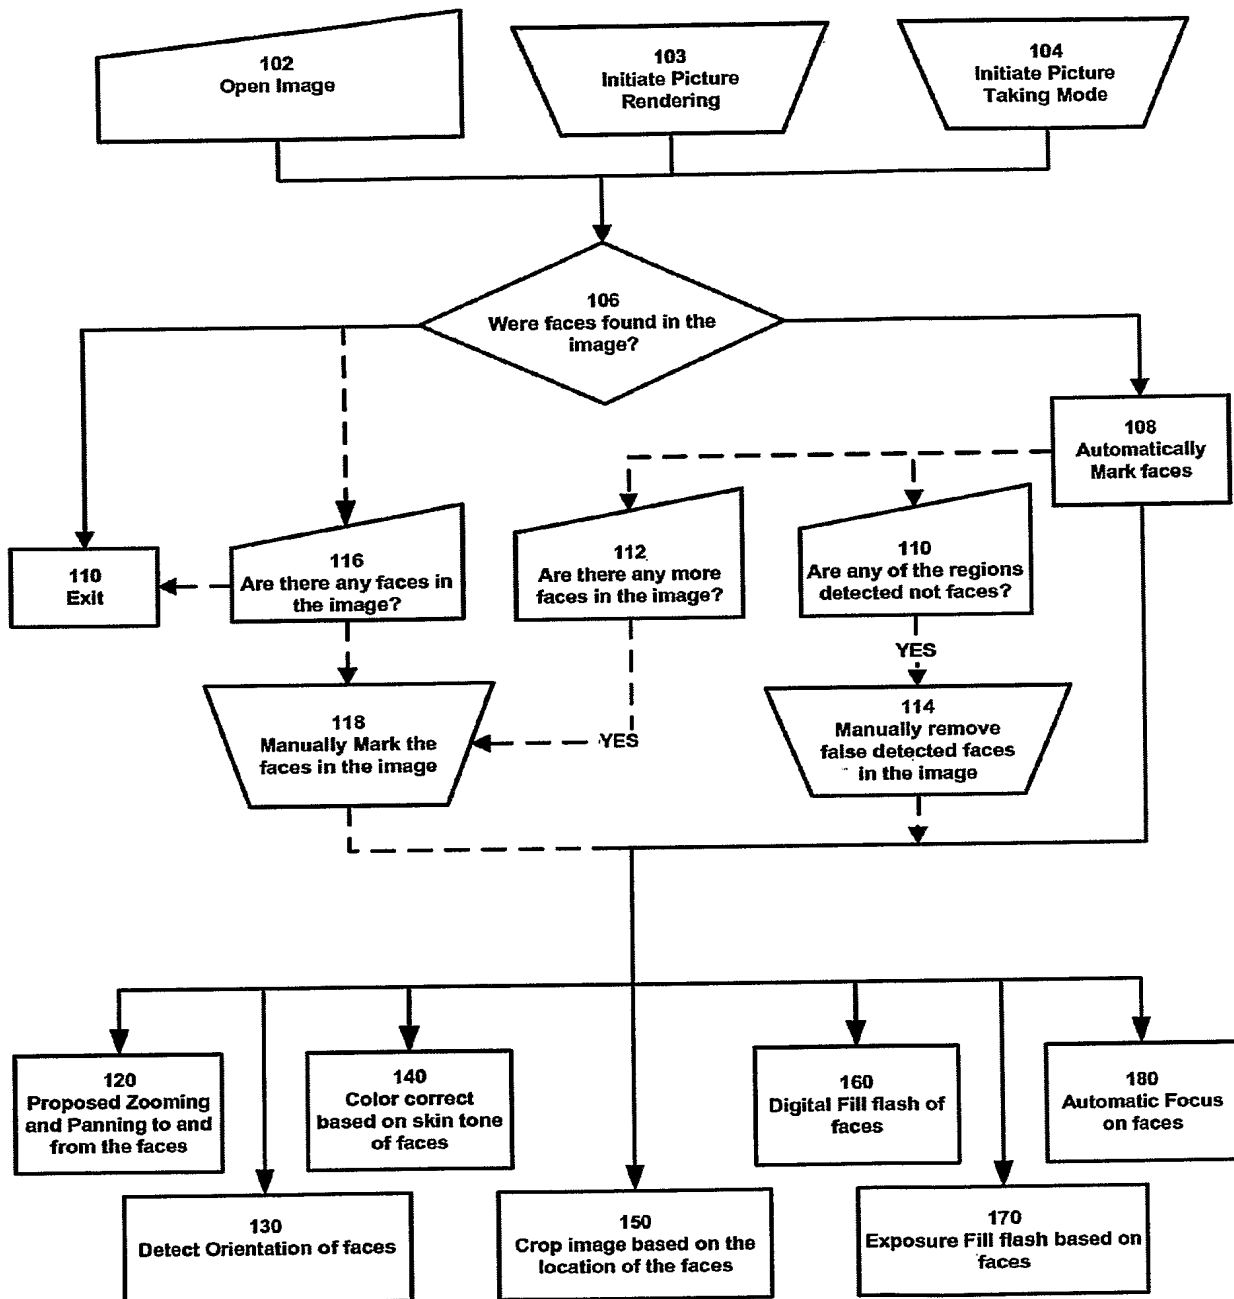 102
Open Image
103
Initiate Picture
Rendering
104
Initiate Picture
Taking Mode
106
Were faces found in the
image?
108
Automatically
Mark faces
110
Exit
116
Are there any faces in
the image?
112
Are there any more
faces in the image?
110
Are any of the regions
detected not faces?
YES
118
Manually Mark the
faces in the image
YES
114
Manually remove
false detected faces
in the image
120
Proposed Zooming
and Panning to and
from the faces
140
Color correct
based on skin tone
of faces
160
Digital Fill flash of
faces
180
Automatic Focus
on faces
130
Detect Orientation of faces
150
Crop image based on the
location of the faces
170
Exposure Fill flash based on
faces